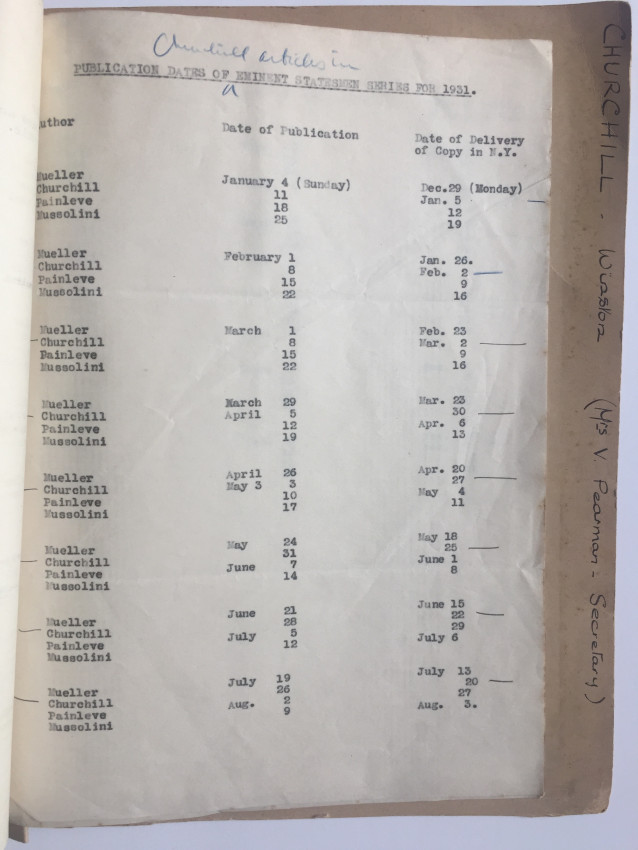 Churchill articles in
PUBLICATION DATES OF EMINENT STATESMEN SERIES FOR 1931.
uthor Date of Publication Date of Delivery
of Copy in N.Y.
Mueller January 4 (Sunday) Dec.29 (Monday)
Churchill 11 Jan. 5
Painleve 18 12
Mussolini 25 19
Mueller February 1 Jan. 26.
Churchill 8 Feb. 2
Painleve 15 9
Mussolini 22 16
Mueller March 1 Feb. 23
Churchill 8 Mar. 2
Painleve 15 9
Mussolini 22 16
Mueller March 29 Mar. 23
Churchill April 5 30
Painleve 12 Apr. 6
Mussolini 19 13
Mueller April 26 Apr. 20
Churchill May 3 3 27
Painleve 10 May 4
Mussolini 17 11
Mueller May 24 May 18
Churchill 31 25
Painleve June 7 June 1
Mussolini 14 8
Mueller June 21 June 15
Churchill 28 22
Painleve July 5 29
Mussolini 12 July 6
Mueller July 19 July 13
Churchill 26 20
Painleve Aug. 2 27
Mussolini 9 Aug. 3.
CHURCHILL - Winston (Mrs V. Pearman - Secretary)